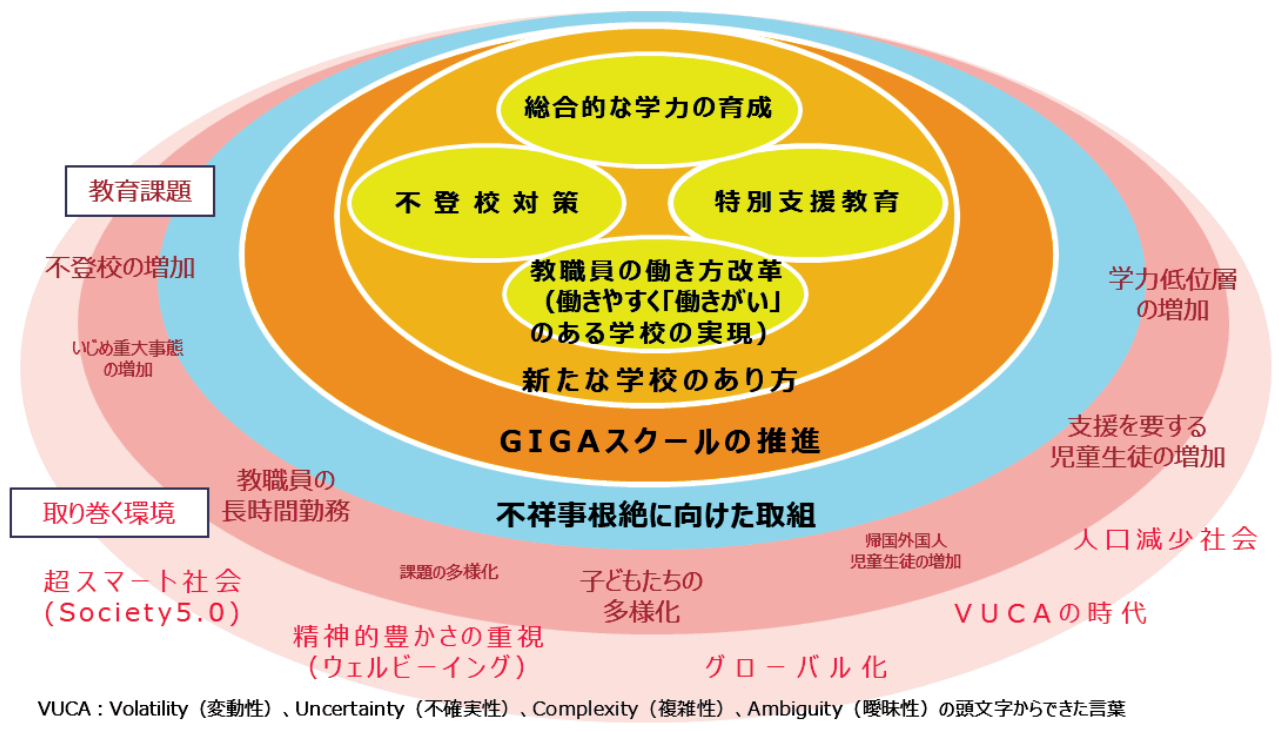 総合的な学力の育成
教育課題
不登校対策
特別支援教育
不登校の増加
教職員の働き方改革
（働きやすく「働きがい」
のある学校の実現）
学力低位層
の増加
いじめ重大事態
の増加
新たな学校のあり方
GIGAスクールの推進
支援を要する
児童生徒の増加
教職員の
長時間勤務
取り巻く環境
不祥事根絶に向けた取組
帰国外国人
児童生徒の増加
人口減少社会
超スマート社会
(Society5.0)
課題の多様化
子どもたちの
多様化
VUCAの時代
精神的豊かさの重視
（ウェルビーイング）
グローバル化
VUCA：Volatility（変動性）、Uncertainty（不確実性）、Complexity（複雑性）、Ambiguity（曖昧性）の頭文字からできた言葉